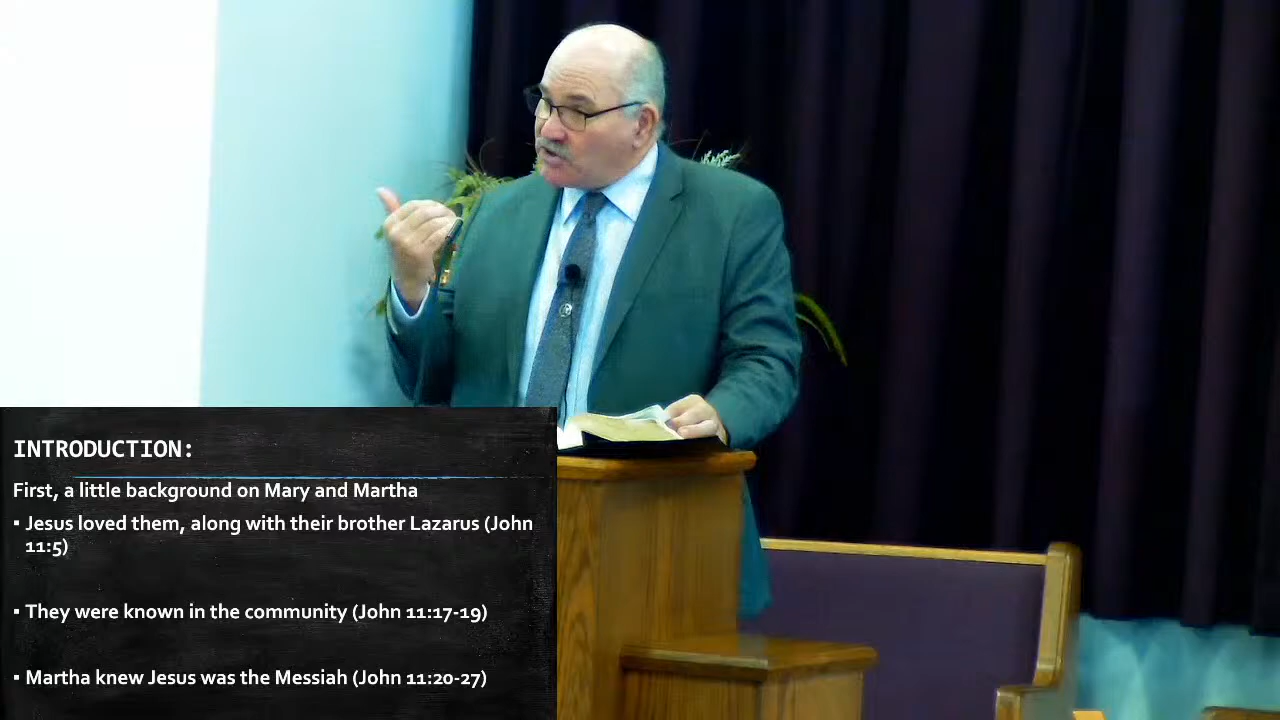 INTRODUCTION:
First, a little background on Mary and Martha
▪ Jesus loved them, along with their brother Lazarus (John
11:5)
▪ They were known in the community (John 11:17-19)
▪ Martha knew Jesus was the Messiah (John 11:20-27)